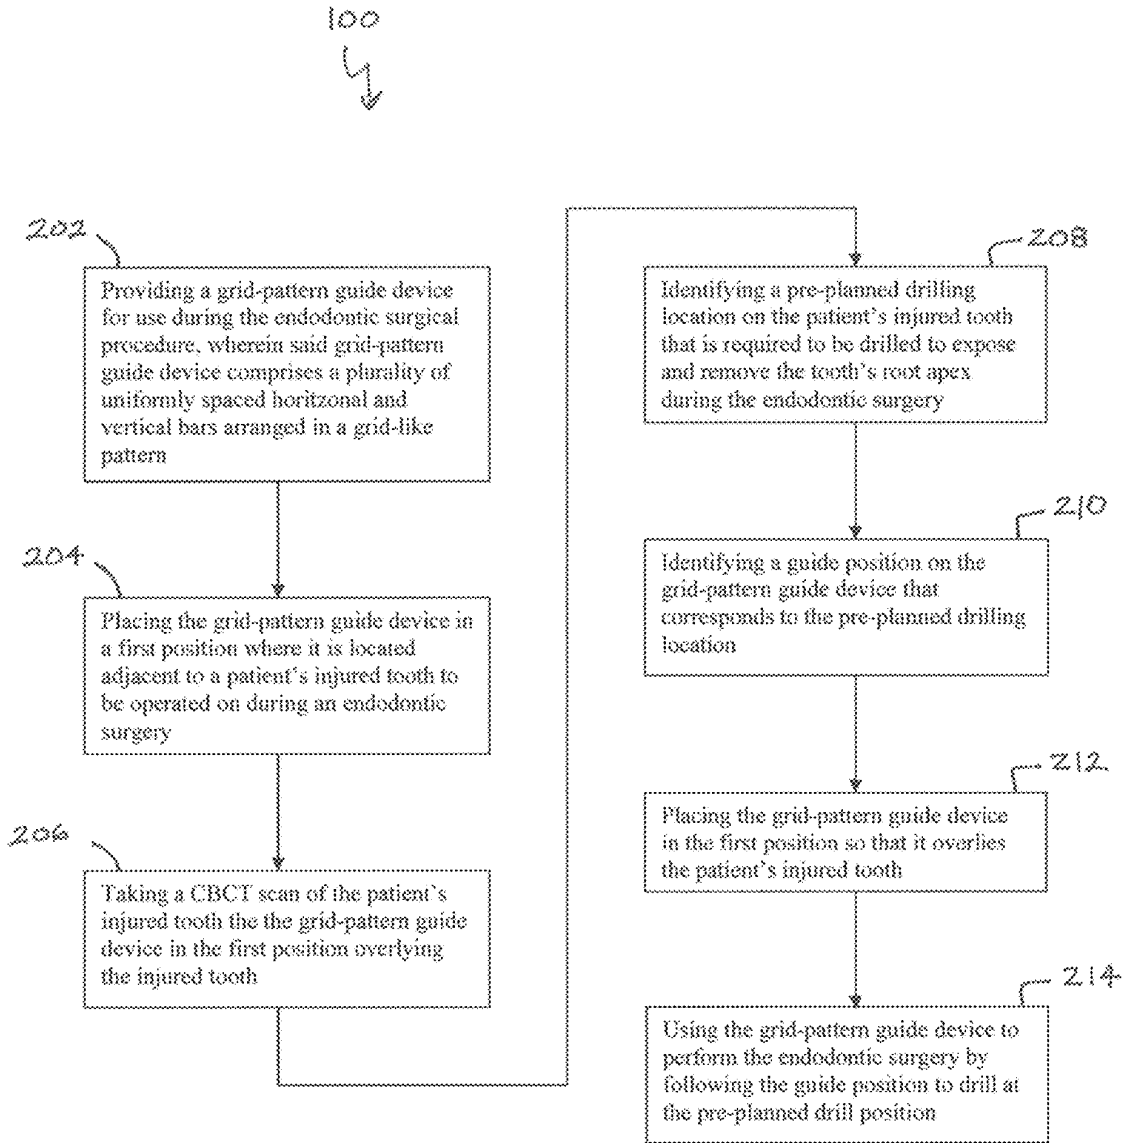 100
202
Providing a grid-pattern guide device
for use during the endodontic surgical
procedure, wherein said grid-pattern
guide device comprises a plurality of
uniformly spaced horitzonal and
vertical bars arranged in a grid-like
pattern
204
Placing the grid-pattern guide device in
a first position where it is located
adjacent to a patient's injured tooth to
be operated on during an endodontic
surgery
206
Taking a CBCT scan of the patient's
injured tooth the the grid-pattern guide
device in the first position overlying
the injured tooth
208
Identifying a pre-planned drilling
location on the patient's injured tooth
that is required to be drilled to expose
and remove the tooth's root apex
during the endodontic surgery
210
Identifying a guide position on the
grid-pattern guide device that
corresponds to the pre-planned drilling
location
212
Placing the grid-pattern guide device
in the first position so that it overlies
the patient's injured tooth
214
Using the grid-pattern guide device to
perform the endodontic surgery by
following the guide position to drill at
the pre-planned drill position